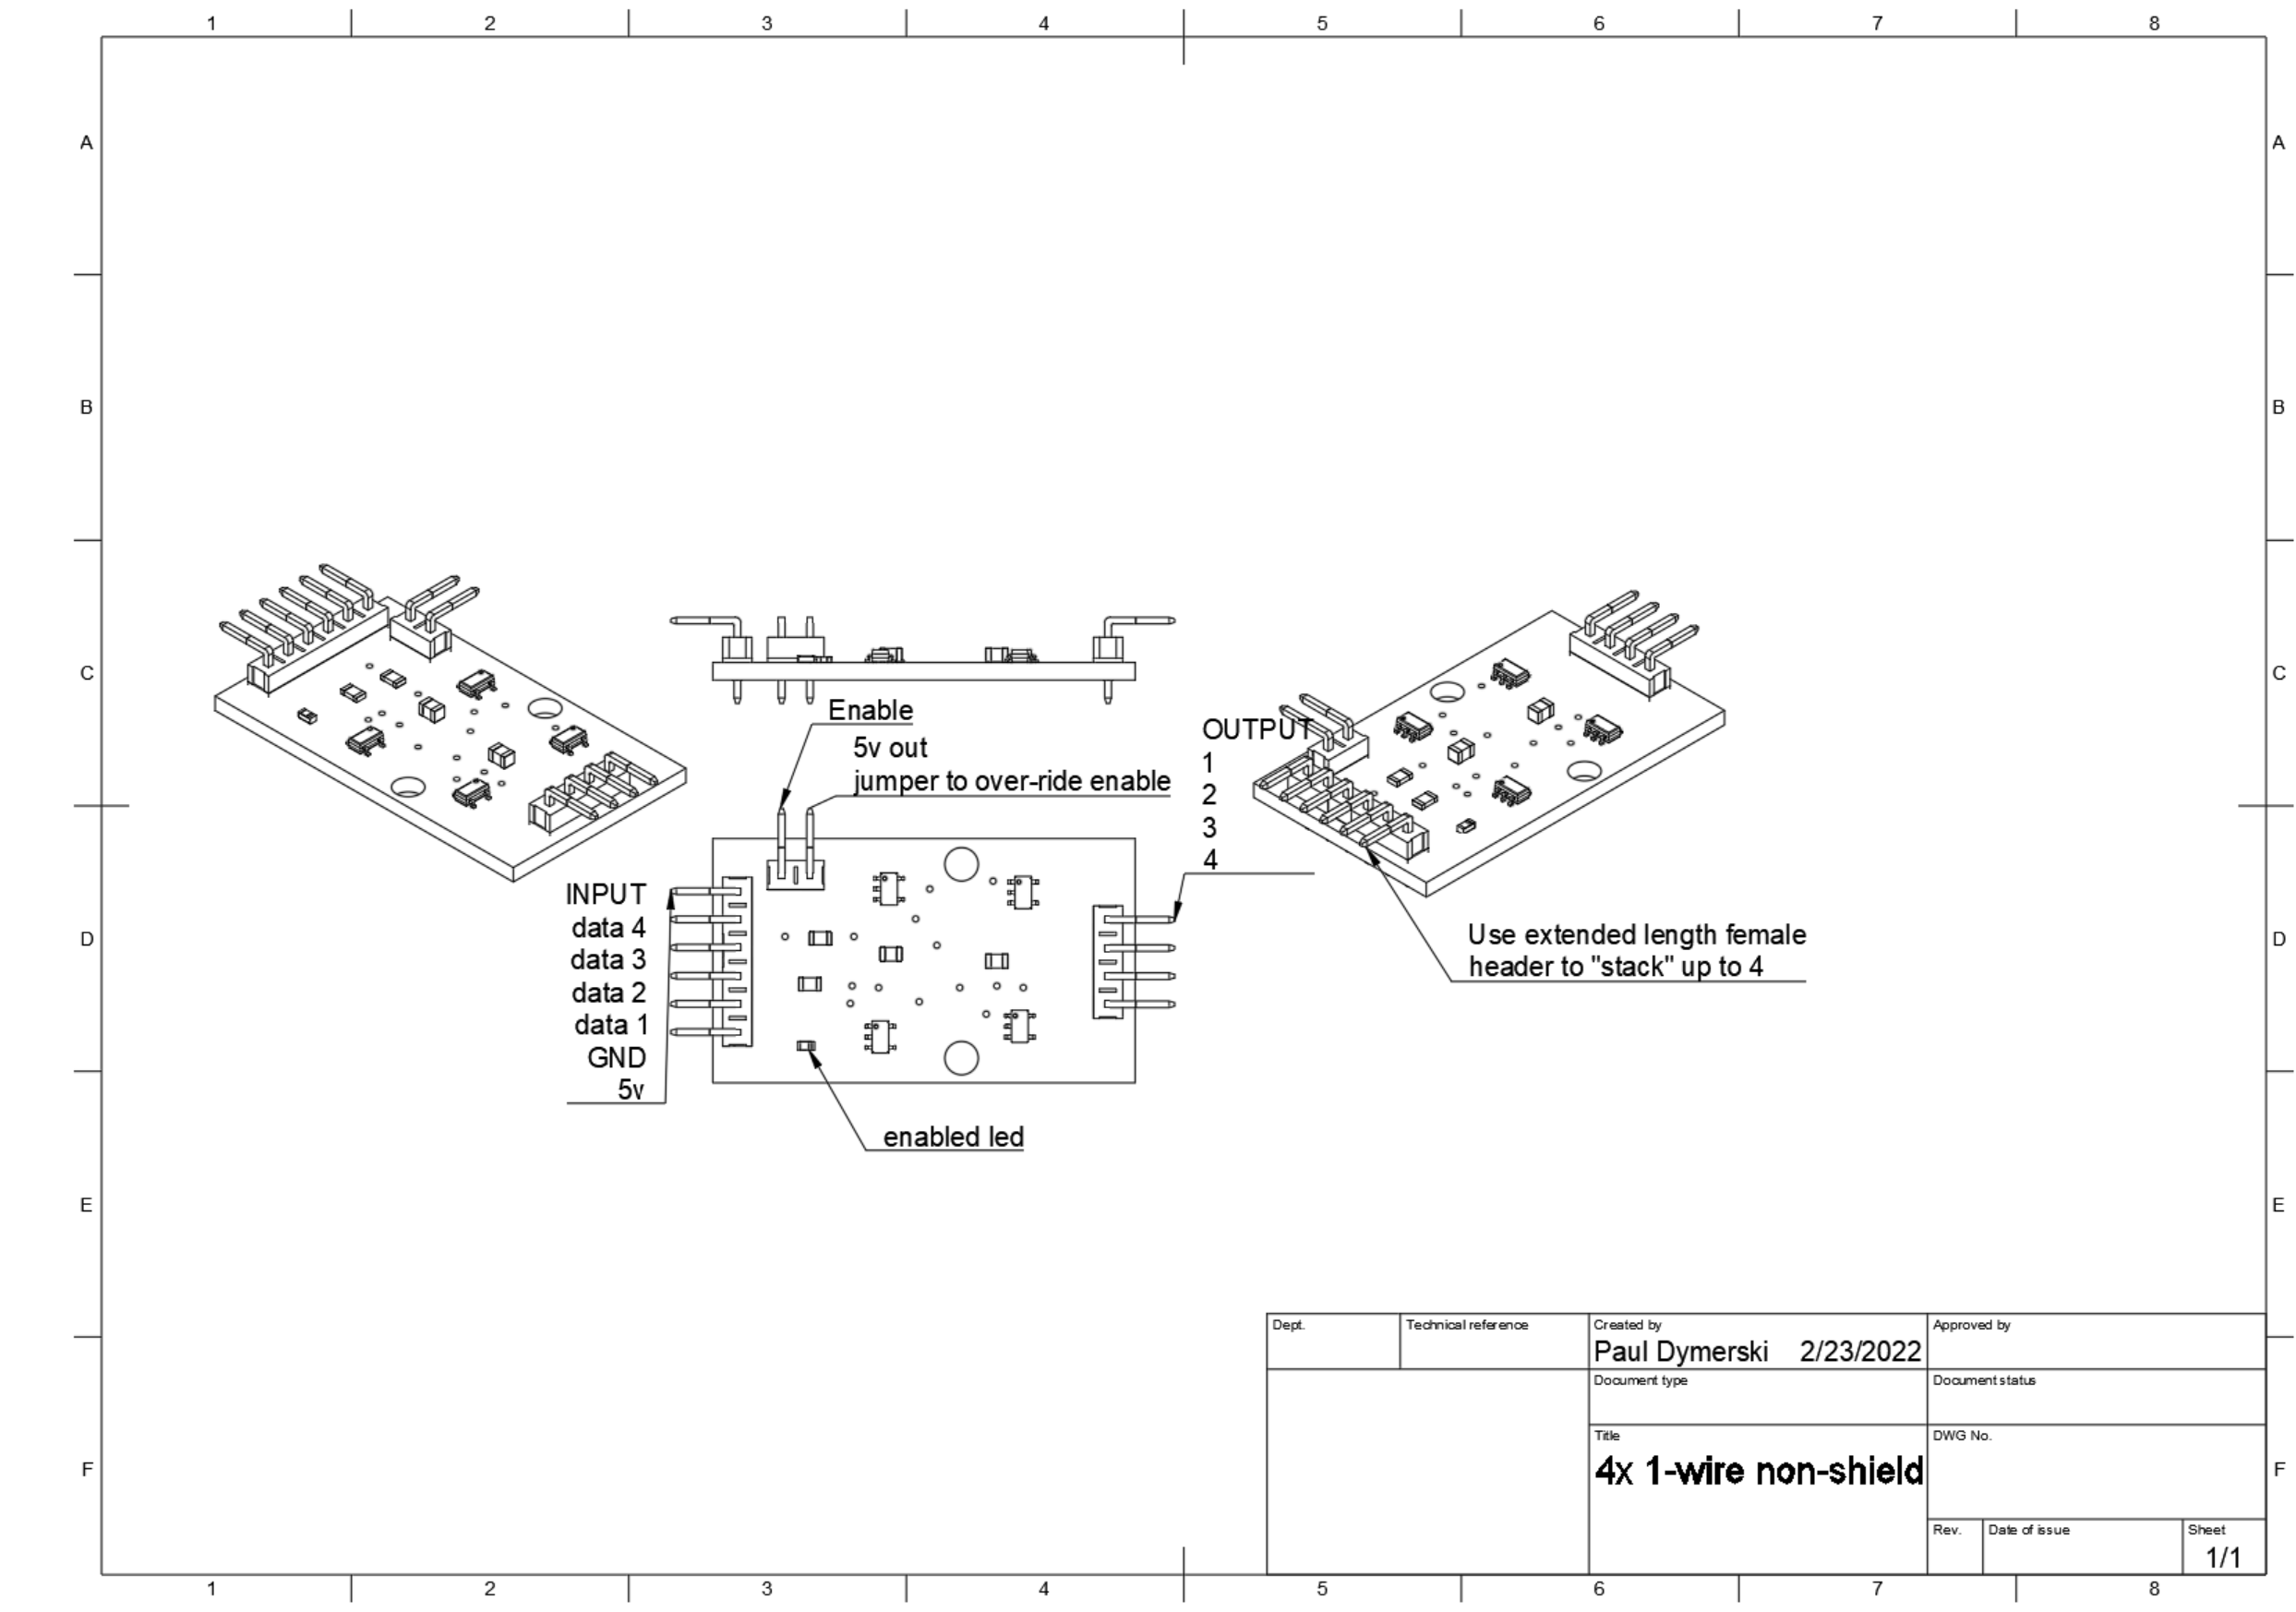 1 2 3 4 5 6 7 8
A A
B B
C C
D D
E E
F F
Enable
5v out
jumper to over-ride enable
OUTPUT
1
2
3
4
INPUT
data 4
data 3
data 2
data 1
GND
5v
enabled led
Use extended length female
header to "stack" up to 4
Dept.
Technical reference
Created by
Paul Dymerski 2/23/2022
Approved by
Document type
Document status
Title
4x 1-wire non-shield
DWG No.
Rev.
Date of issue
Sheet
1/1
1 2 3 4 5 6 7 8